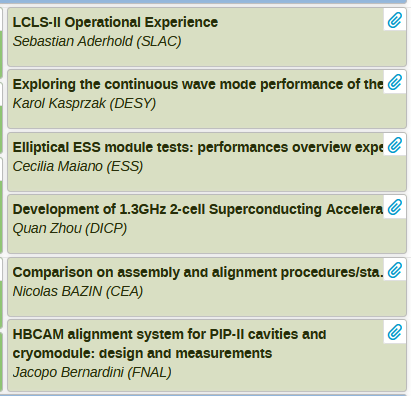 LCLS-II Operational Experience
Sebastian Aderhold (SLAC)
Exploring the continuous wave mode performance of the
Karol Kasprzak (DESY)
Elliptical ESS module tests: performances overview expe
Cecilia Maiano (ESS)
Development of 1.3GHz 2-cell Superconducting Accelera
Quan Zhou (DICP)
Comparison on assembly and alignment procedures/sta.
Nicolas BAZIN (CEA)
HBCAM alignment system for PIP-II cavities and
cryomodule: design and measurements
Jacopo Bernardini (FNAL)